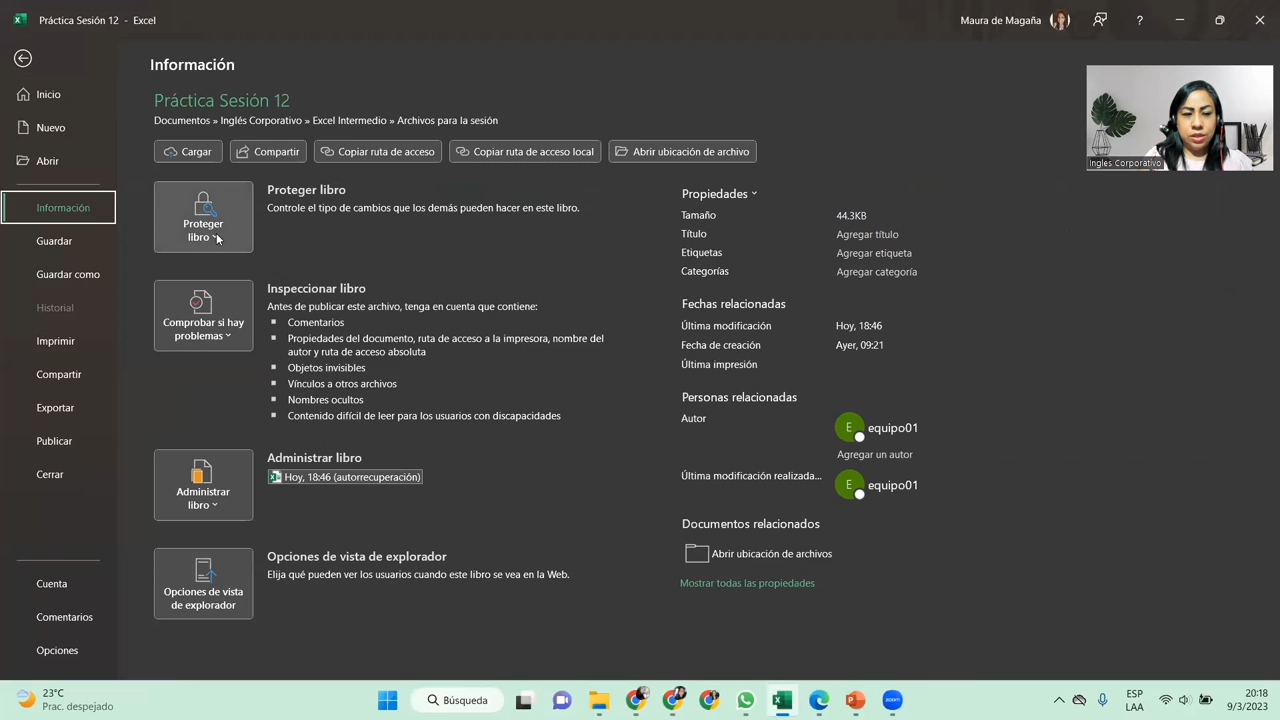 Práctica Sesión 12 - Excel
Maura de Magaña
?
Información
Práctica Sesión 12
Documentos » Inglés Corporativo » Excel Intermedio » Archivos para la sesión
Cargar
Compartir
Copiar ruta de acceso
Copiar ruta de acceso local
Abrir ubicación de archivo
Inicio
Nuevo
Abrir
Información
Guardar
Guardar como
Historial
Imprimir
Compartir
Exportar
Publicar
Cerrar
Cuenta
Comentarios
Opciones
Proteger
libro
Proteger libro
Controle el tipo de cambios que los demás pueden hacer en este libro.
Comprobar si hay
problemas
Inspeccionar libro
Antes de publicar este archivo, tenga en cuenta que contiene:
Comentarios
Propiedades del documento, ruta de acceso a la impresora, nombre del
autor y ruta de acceso absoluta
Objetos invisibles
Vínculos a otros archivos
Nombres ocultos
Contenido difícil de leer para los usuarios con discapacidades
Administrar
libro
Administrar libro
Hoy, 18:46 (autorrecuperación)
Opciones de vista
de explorador
Opciones de vista de explorador
Elija qué pueden ver los usuarios cuando este libro se vea en la Web.
Propiedades
Tamaño 44.3KB
Título Agregar título
Etiquetas Agregar etiqueta
Categorías Agregar categoría
Fechas relacionadas
Última modificación Hoy, 18:46
Fecha de creación Ayer, 09:21
Última impresión
Personas relacionadas
Autor
E equipo01
Agregar un autor
Última modificación realizada...
E equipo01
Documentos relacionados
Abrir ubicación de archivos
Mostrar todas las propiedades
Ingles Corporativo
23°C
Prac. despejado
Búsqueda
zoom
ESP
LAA
20:18
9/3/2023